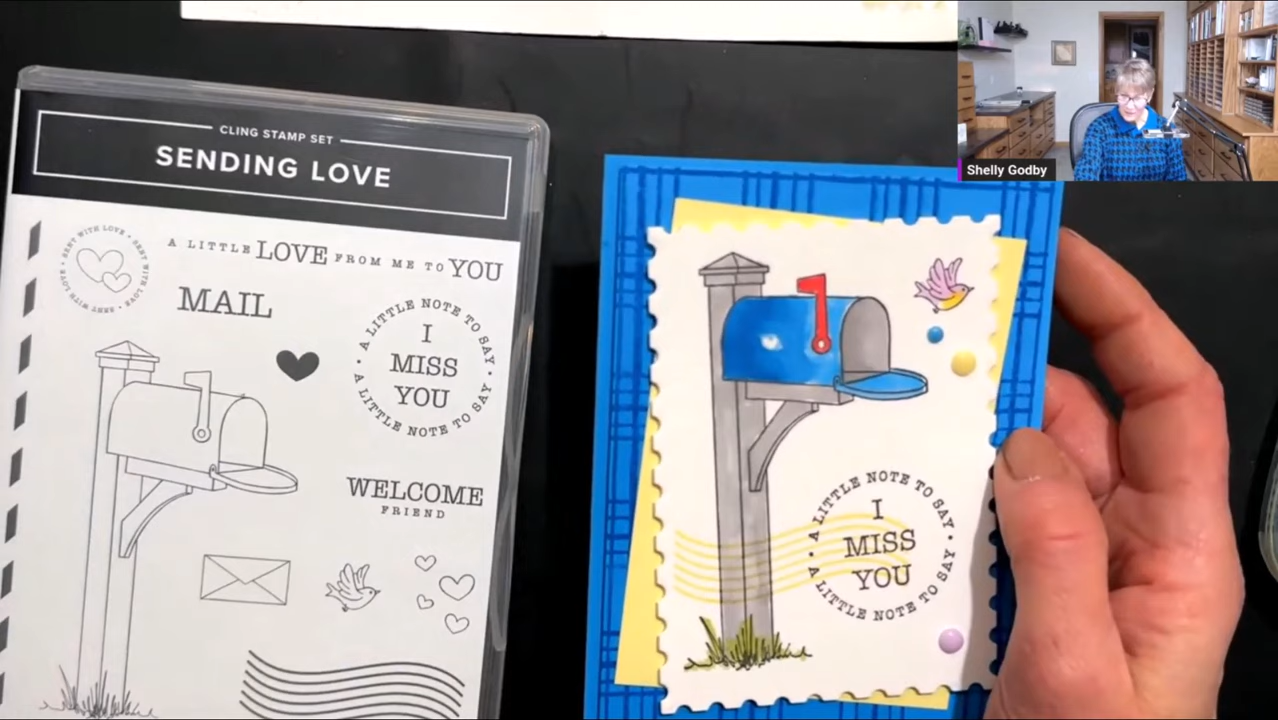 CLING STAMP SET
SENDING LOVE
SENT WITH LOVE • SENT WITH LOVE •
A LITTLE LOVE FROM ME TO YOU
MAIL
• A LITTLE NOTE TO SAY • A LITTLE NOTE TO SAY
I
MISS
YOU
WELCOME
FRIEND
• A LITTLE NOTE TO SAY • A LITTLE NOTE TO SAY
I
MISS
YOU
Shelly Godby